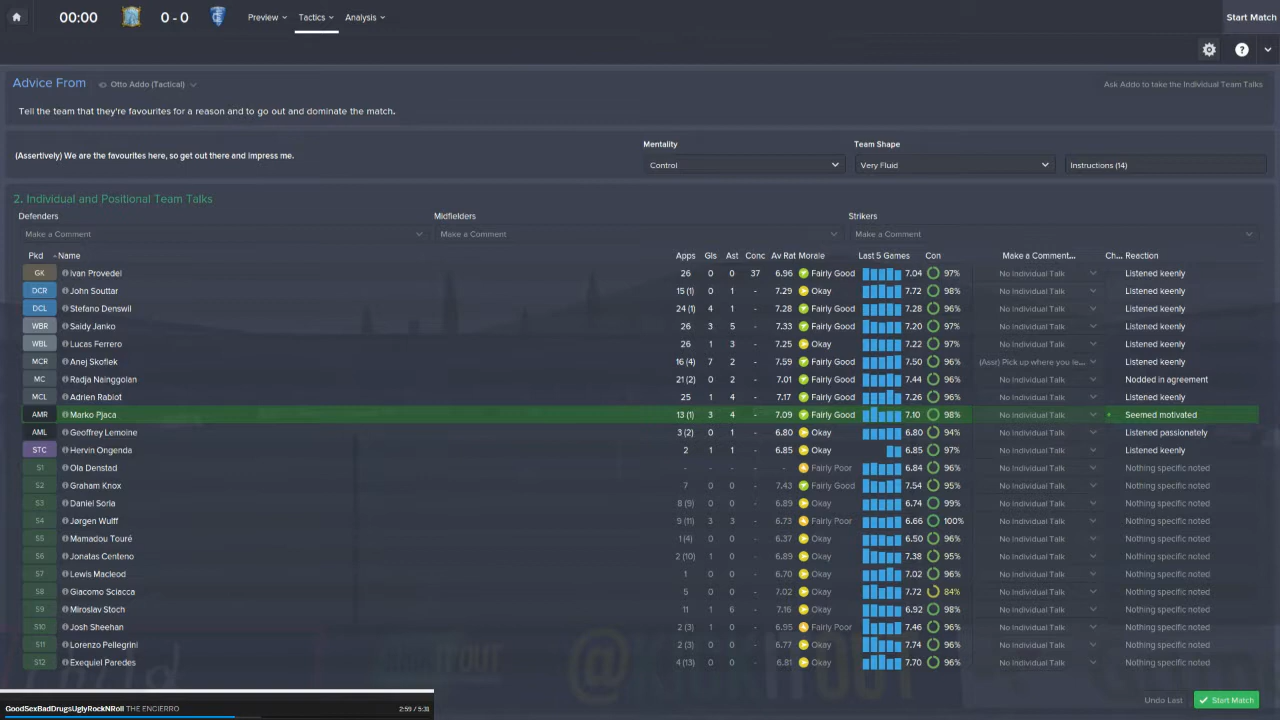 00:00 0 - 0 Preview Tactics Analysis Start Match
Advice From Otto Addo (Tactical) Ask Addo to take the Individual Team Talks
Tell the team that they're favourites for a reason and to go out and dominate the match.
Mentality Team Shape
(Assertively) We are the favourites here, so get out there and impress me. Control Very Fluid Instructions (14)
2. Individual and Positional Team Talks
Defenders Midfielders Strikers
Make a Comment Make a Comment Make a Comment
Pkd Name Apps Gls Ast Conc Av Rat Morale Last 5 Games Con Make a Comment... Ch... Reaction
GK Ivan Provedel 26 0 0 37 6.96 Fairly Good 7.04 97% No Individual Talk Listened keenly
DCR John Souttar 15 (1) 0 1 - 7.29 Okay 7.72 98% No Individual Talk Listened keenly
DCL Stefano Denswil 24 (1) 4 1 - 7.28 Fairly Good 7.28 96% No Individual Talk Listened keenly
WBR Saidy Janko 26 3 5 - 7.33 Fairly Good 7.20 97% No Individual Talk Listened keenly
WBL Lucas Ferrero 26 1 3 - 7.25 Okay 7.22 97% No Individual Talk Listened keenly
MCR Anej Skoflek 16 (4) 7 2 - 7.59 Fairly Good 7.50 96% (Assr) Pick up where you le... Listened keenly
MC Radja Nainggolan 21 (2) 0 2 - 7.01 Fairly Good 7.44 96% No Individual Talk Nodded in agreement
MCL Adrien Rabiot 25 1 4 - 7.17 Fairly Good 7.26 96% No Individual Talk Listened keenly
AMR Marko Pjaca 13 (1) 3 4 - 7.09 Fairly Good 7.10 98% No Individual Talk Seemed motivated
AML Geoffrey Lemoine 3 (2) 0 1 - 6.80 Okay 6.80 94% No Individual Talk Listened passionately
STC Hervin Ongenda 2 1 1 - 6.85 Okay 6.85 97% No Individual Talk Listened keenly
S1 Ola Denstad - - - - - Fairly Poor 6.84 96% No Individual Talk Nothing specific noted
S2 Graham Knox 7 0 0 - 7.43 Fairly Good 7.54 95% No Individual Talk Nothing specific noted
S3 Daniel Soria 8 (9) 0 0 - 6.89 Okay 6.74 99% No Individual Talk Nothing specific noted
S4 Jørgen Wulff 9 (11) 3 3 - 6.73 Fairly Poor 6.66 100% No Individual Talk Nothing specific noted
S5 Mamadou Touré 1 (4) 0 0 - 6.37 Okay 6.50 96% No Individual Talk Nothing specific noted
S6 Jonatas Centeno 2 (10) 1 0 - 6.89 Okay 7.38 95% No Individual Talk Nothing specific noted
S7 Lewis Macleod 1 0 0 - 6.70 Okay 7.02 96% No Individual Talk Nothing specific noted
S8 Giacomo Sciacca 5 0 0 - 7.02 Okay 7.72 84% No Individual Talk Nothing specific noted
S9 Miroslav Stoch 11 1 6 - 7.16 Okay 6.92 98% No Individual Talk Nothing specific noted
S10 Josh Sheehan 2 (3) 1 0 - 6.95 Fairly Poor 7.46 96% No Individual Talk Nothing specific noted
S11 Lorenzo Pellegrini 2 (3) 0 0 - 6.77 Okay 7.74 96% No Individual Talk Nothing specific noted
S12 Exequiel Paredes 4 (13) 0 0 - 6.81 Okay 7.70 96% No Individual Talk Nothing specific noted
Undo Last Start Match
GoodSexBadDrugsUglyRockNRoll THE ENCIERRO 2:59 / 5:31